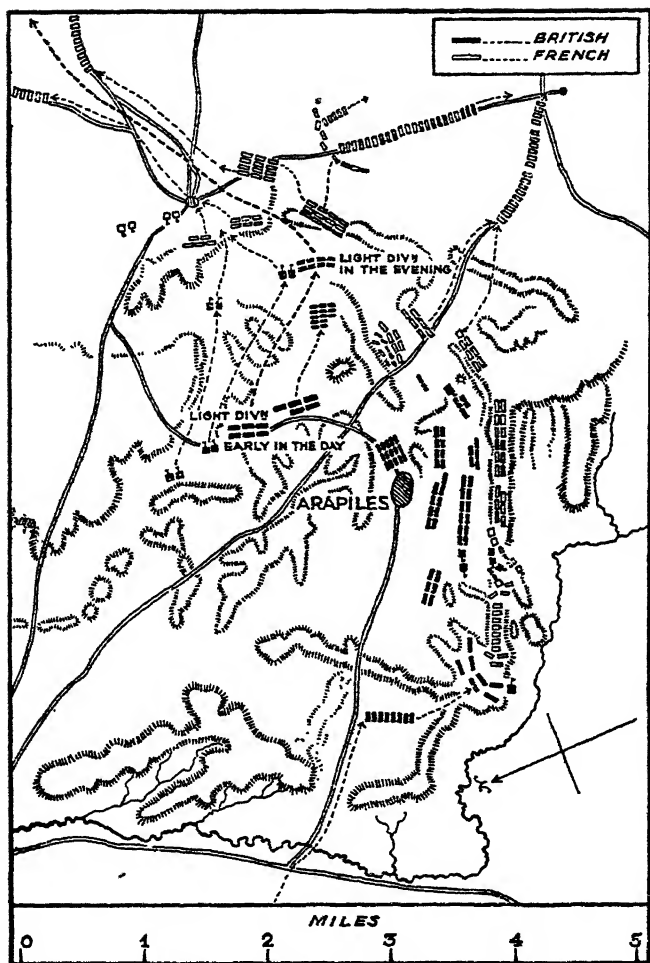 BRITISH
FRENCH
LIGHT DIVN
IN THE EVENING
LIGHT DIVN
EARLY IN THE DAY
ARAPILES
MILES
0 1 2 3 4 5